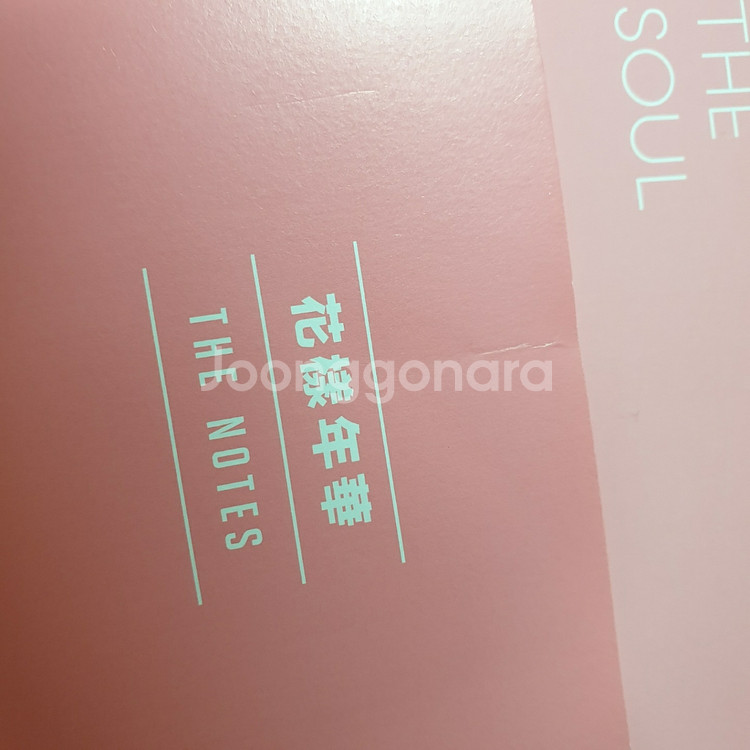 THE
SOUL
花樣年華
THE NOTES
Joonggonara